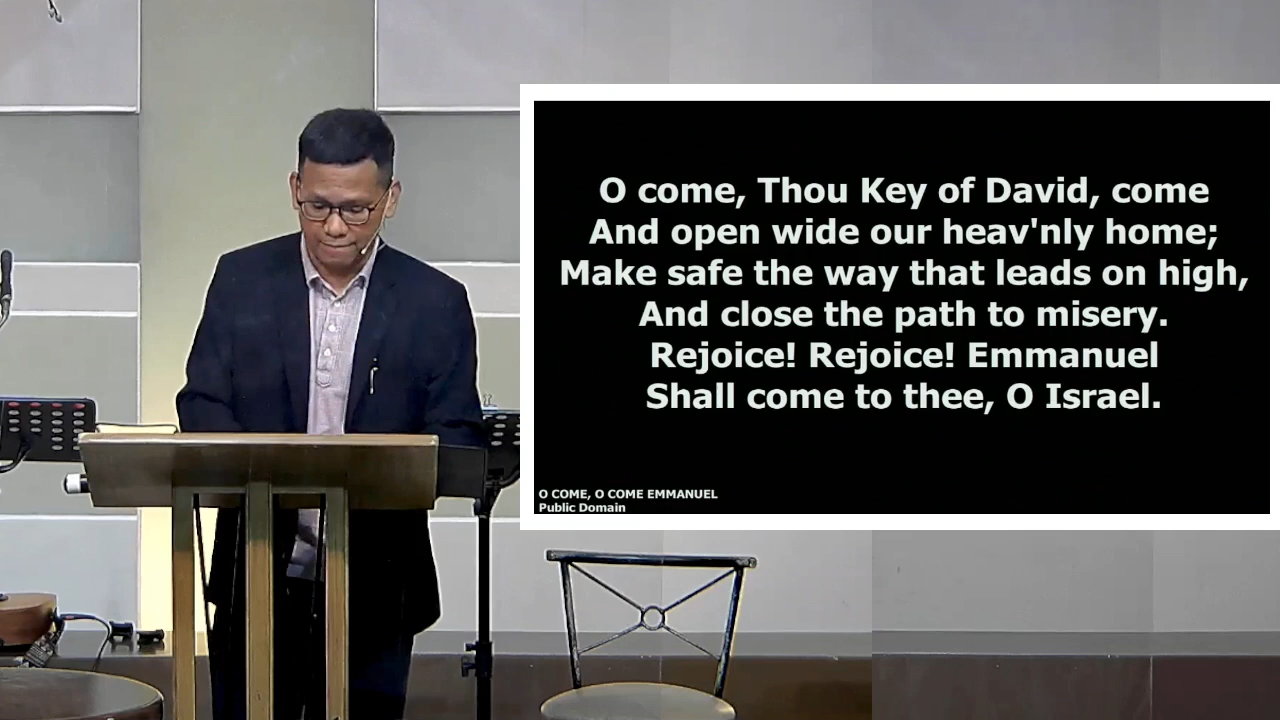 O come, Thou Key of David, come
And open wide our heav'nly home;
Make safe the way that leads on high,
And close the path to misery.
Rejoice! Rejoice! Emmanuel
Shall come to thee, O Israel.
O COME, O COME EMMANUEL
Public Domain